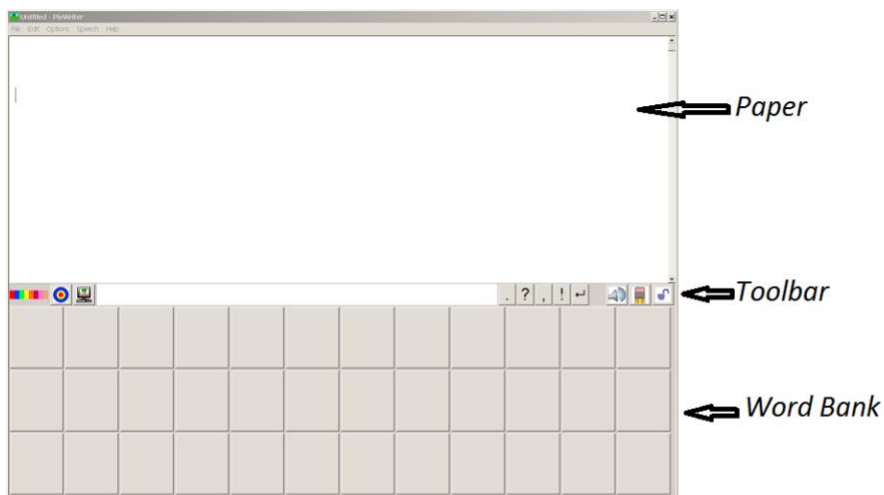 Untitled - PixWriter
File Edit Options Speech Help
Paper
. ? , !
Toolbar
Word Bank